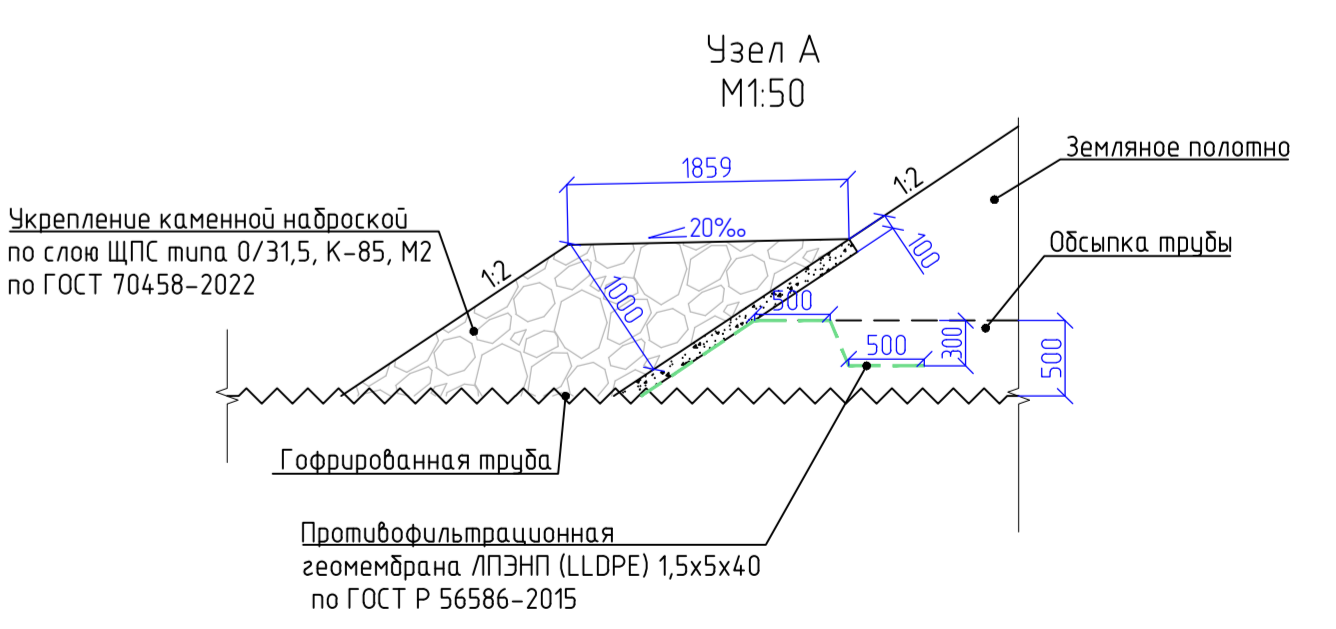 Узел А
М1:50
Земляное полотно
1859
1:2
Укрепление каменной наброской
по слою ЩПС типа 0/31,5, К-85, М2
по ГОСТ 70458-2022
20‰
100
Обсыпка трубы
1:2
1000
500
500
300
500
Гофрированная труба
Противофильтрационная
геомембрана ЛПЭНП (LLDPE) 1,5х5х40
по ГОСТ Р 56586-2015